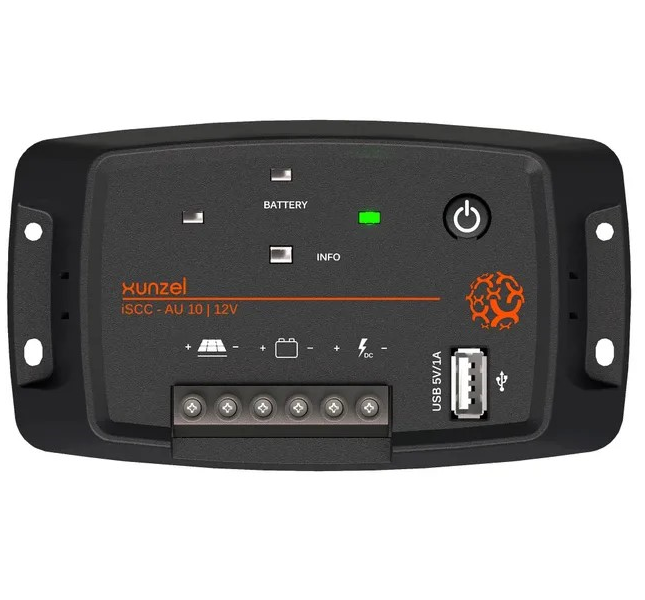 BATTERY
INFO
xunzel
iSCC - AU 10 | 12V
+ - + - + DC -
USB 5V/1A